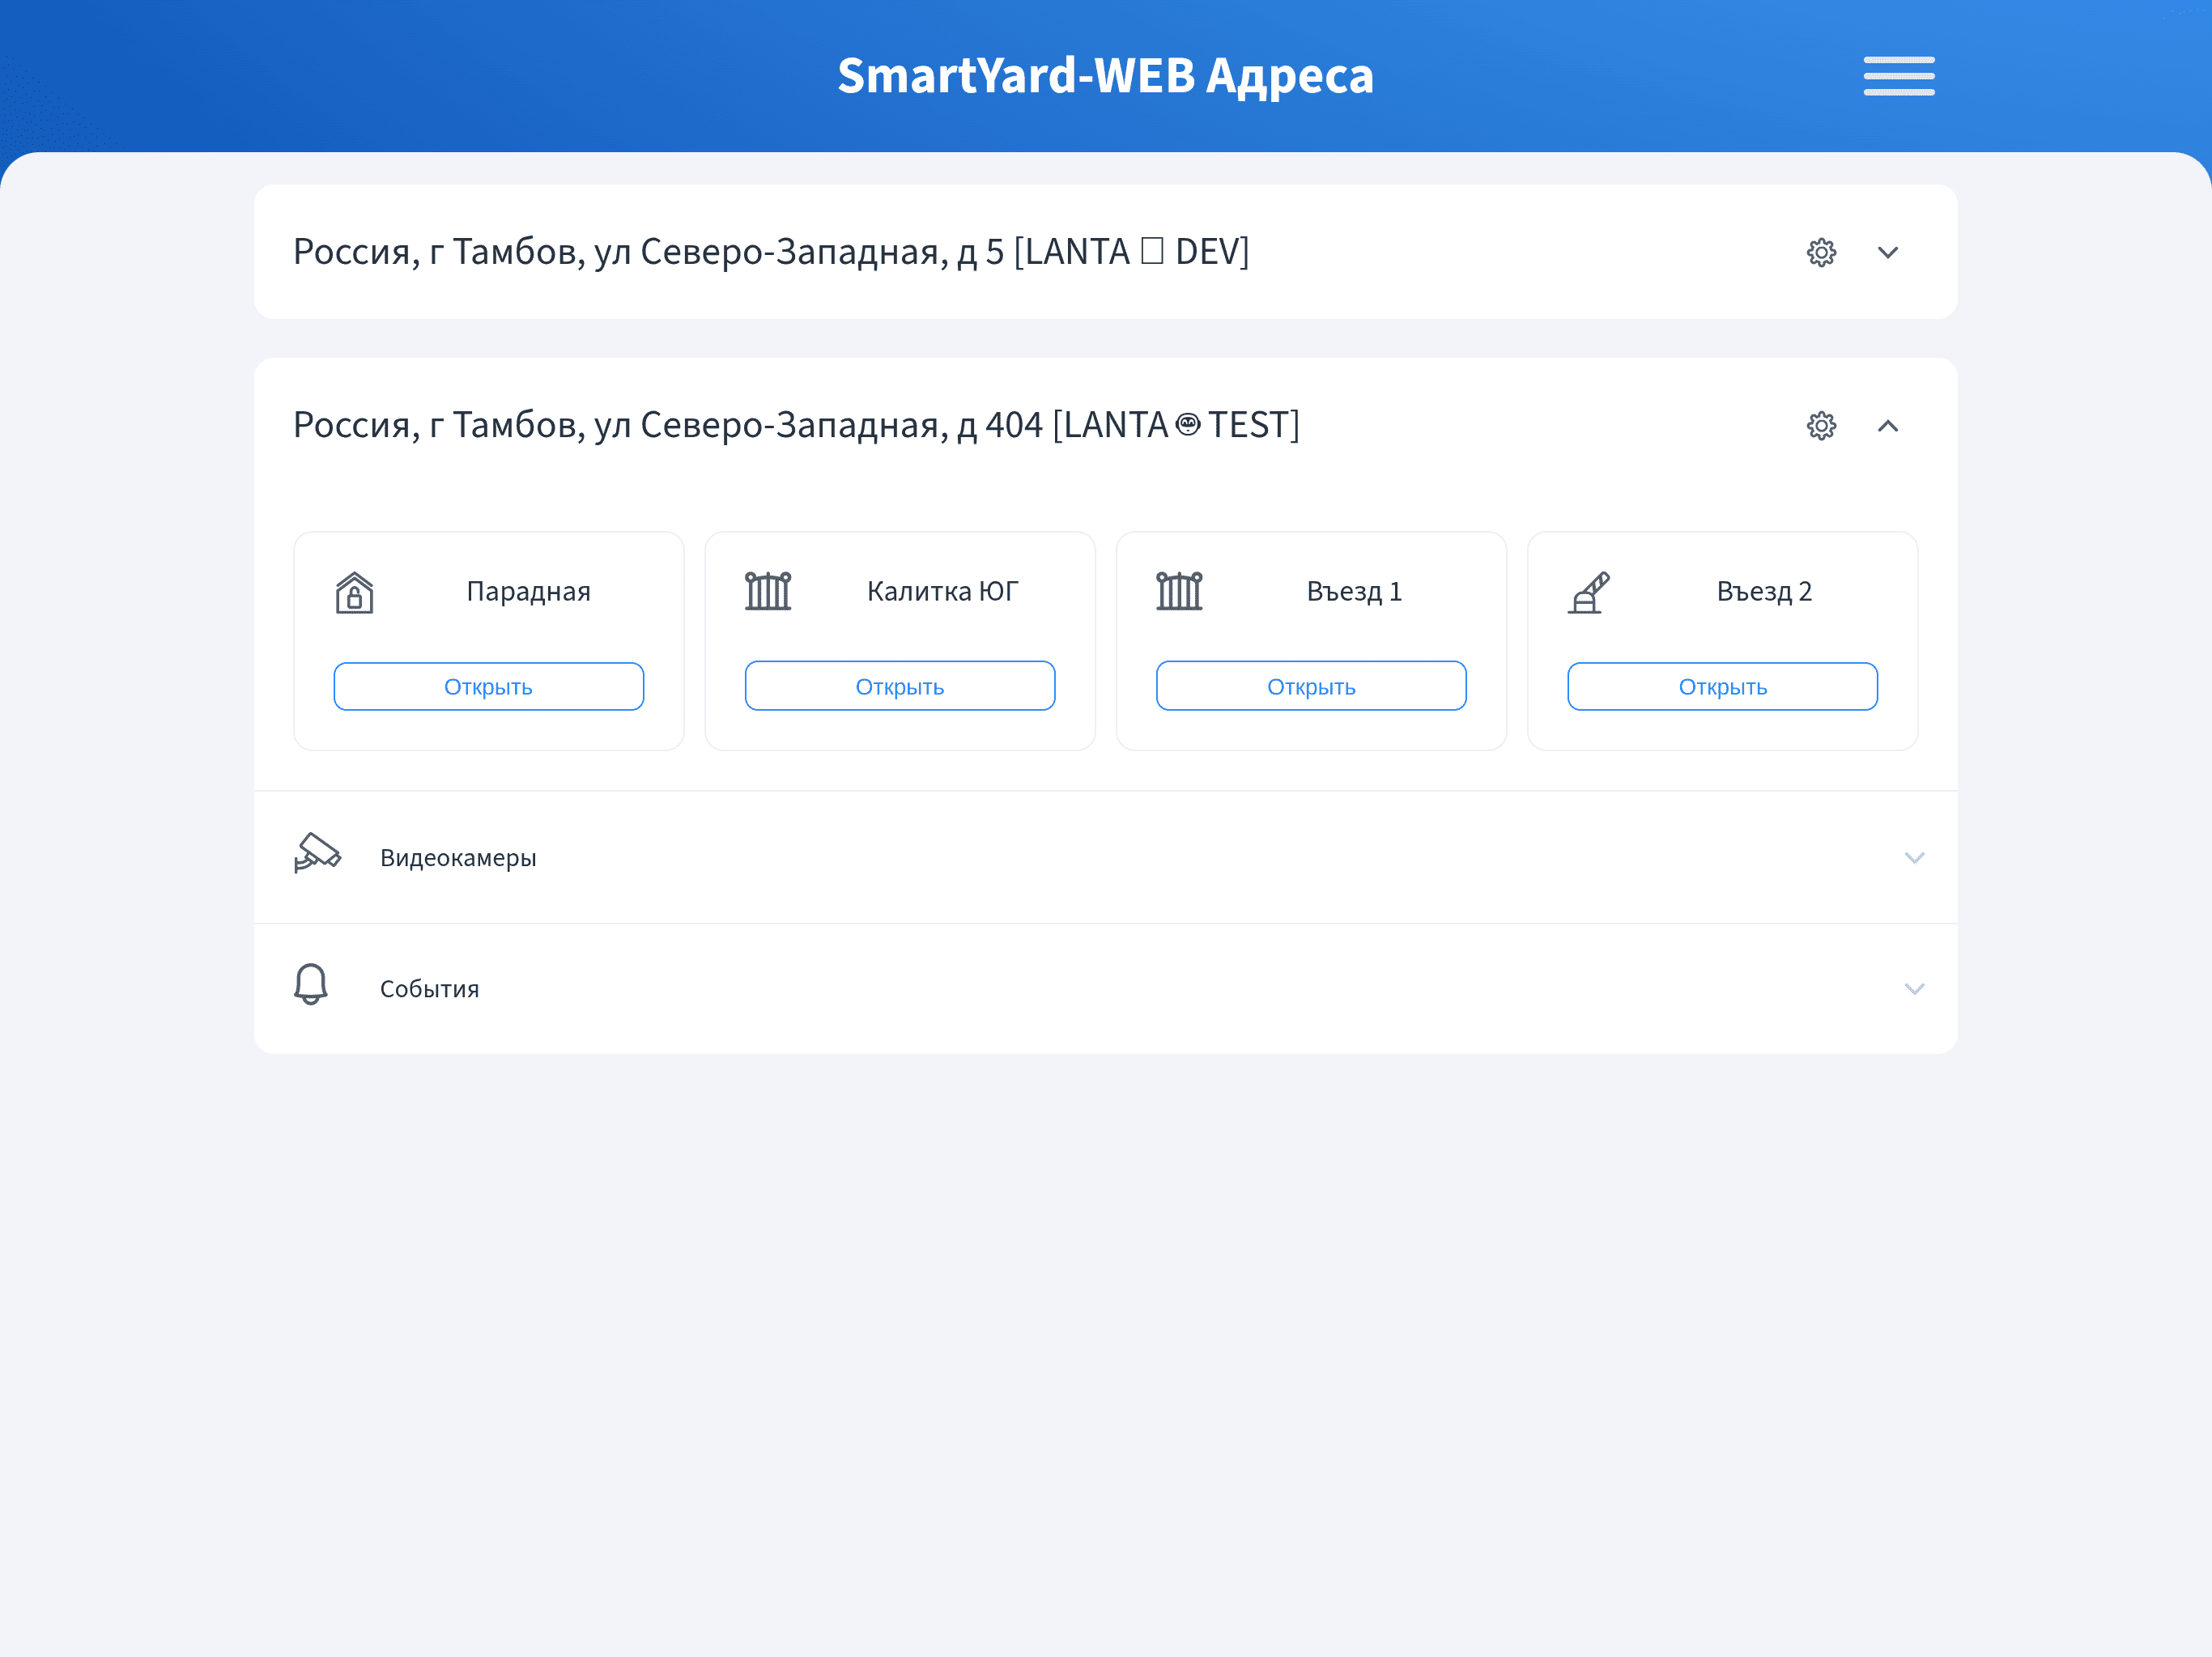 SmartYard-WEB Адреса
Россия, г Тамбов, ул Северо-Западная, д 5 [LANTA □ DEV]
Россия, г Тамбов, ул Северо-Западная, д 404 [LANTA 🐵 TEST]
Парадная
Калитка ЮГ
Въезд 1
Въезд 2
Открыть
Открыть
Открыть
Открыть
Видеокамеры
События